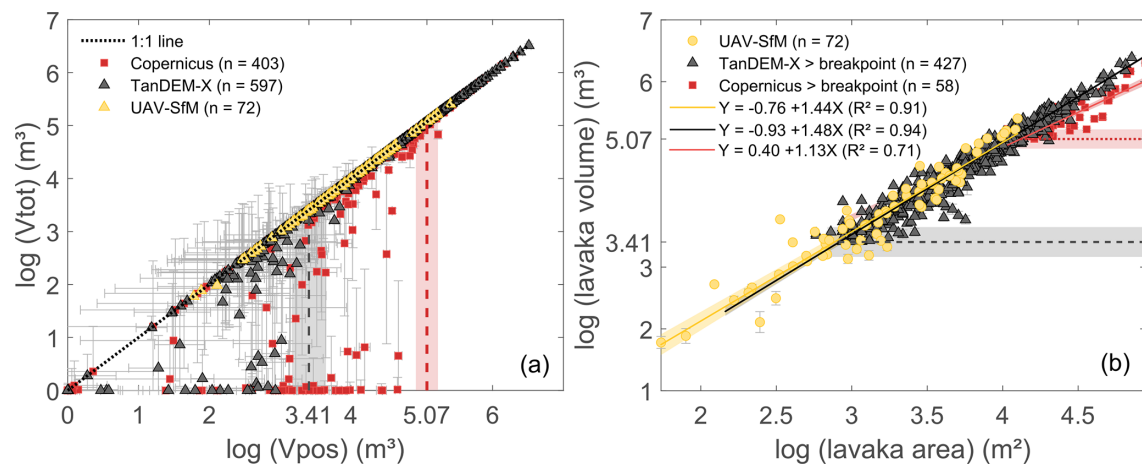 7
6
5
4
3
2
1
0
log (Vtot) (m³)
1:1 line
Copernicus (n = 403)
TanDEM-X (n = 597)
UAV-SfM (n = 72)
(a)
0 1 2 3.41 4 5.07 6
log (Vpos) (m³)
7
6
5.07
4
3.41
3
2
1
log (lavaka volume) (m³)
UAV-SfM (n = 72)
TanDEM-X > breakpoint (n = 427)
Copernicus > breakpoint (n = 58)
Y = -0.76 +1.44X (R² = 0.91)
Y = -0.93 +1.48X (R² = 0.94)
Y = 0.40 +1.13X (R² = 0.71)
(b)
2 2.5 3 3.5 4 4.5
log (lavaka area) (m²)